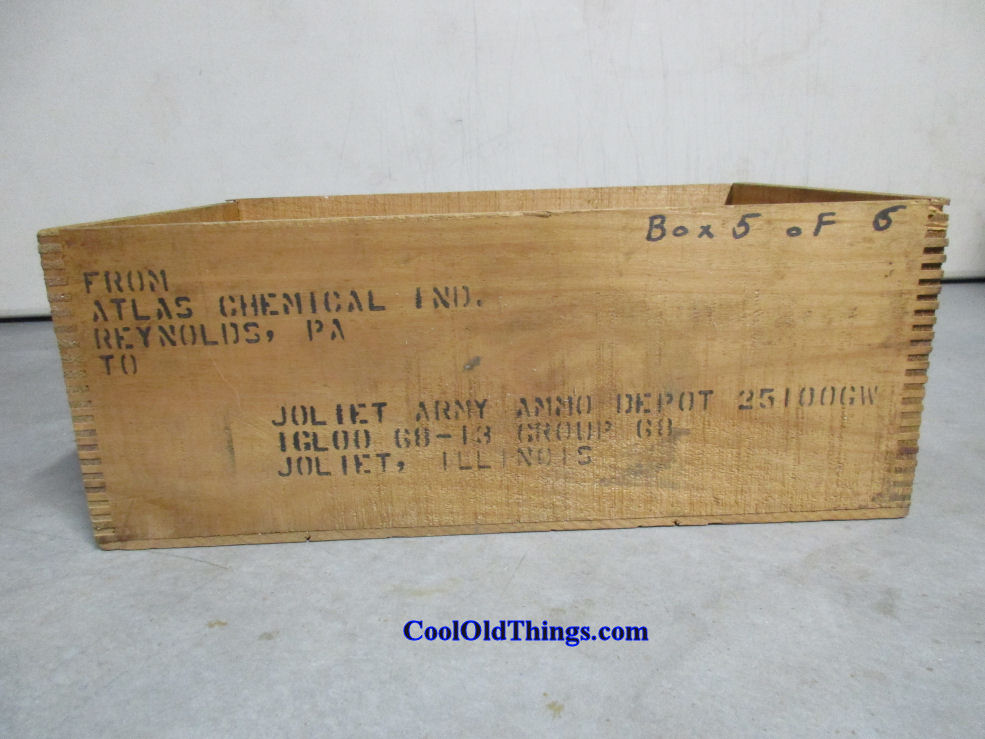 Box 5 oF 6
FROM
ATLAS CHEMICAL IND.
REYNOLDS, PA
TO
JOLIET ARMY AMMO DEPOT 25100GW
IGLOO 68-13 GROUP 68
JOLIET, ILLINOIS
CoolOldThings.com